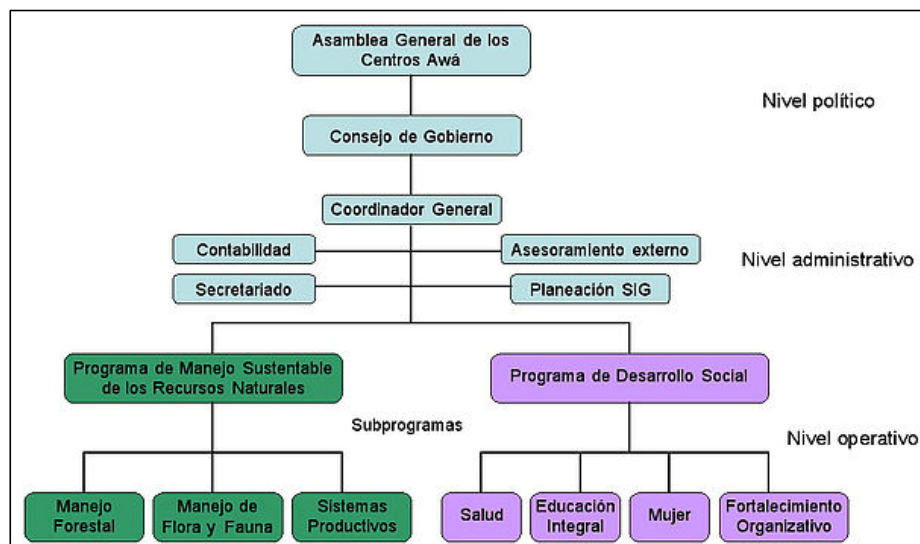 Asamblea General de los
Centros Awá
Nivel político
Consejo de Gobierno
Coordinador General
Contabilidad
Asesoramiento externo
Nivel administrativo
Secretariado
Planeación SIG
Programa de Manejo Sustentable
de los Recursos Naturales
Programa de Desarrollo Social
Subprogramas
Nivel operativo
Manejo
Forestal
Manejo de
Flora y Fauna
Sistemas
Productivos
Salud
Educación
Integral
Mujer
Fortalecimiento
Organizativo